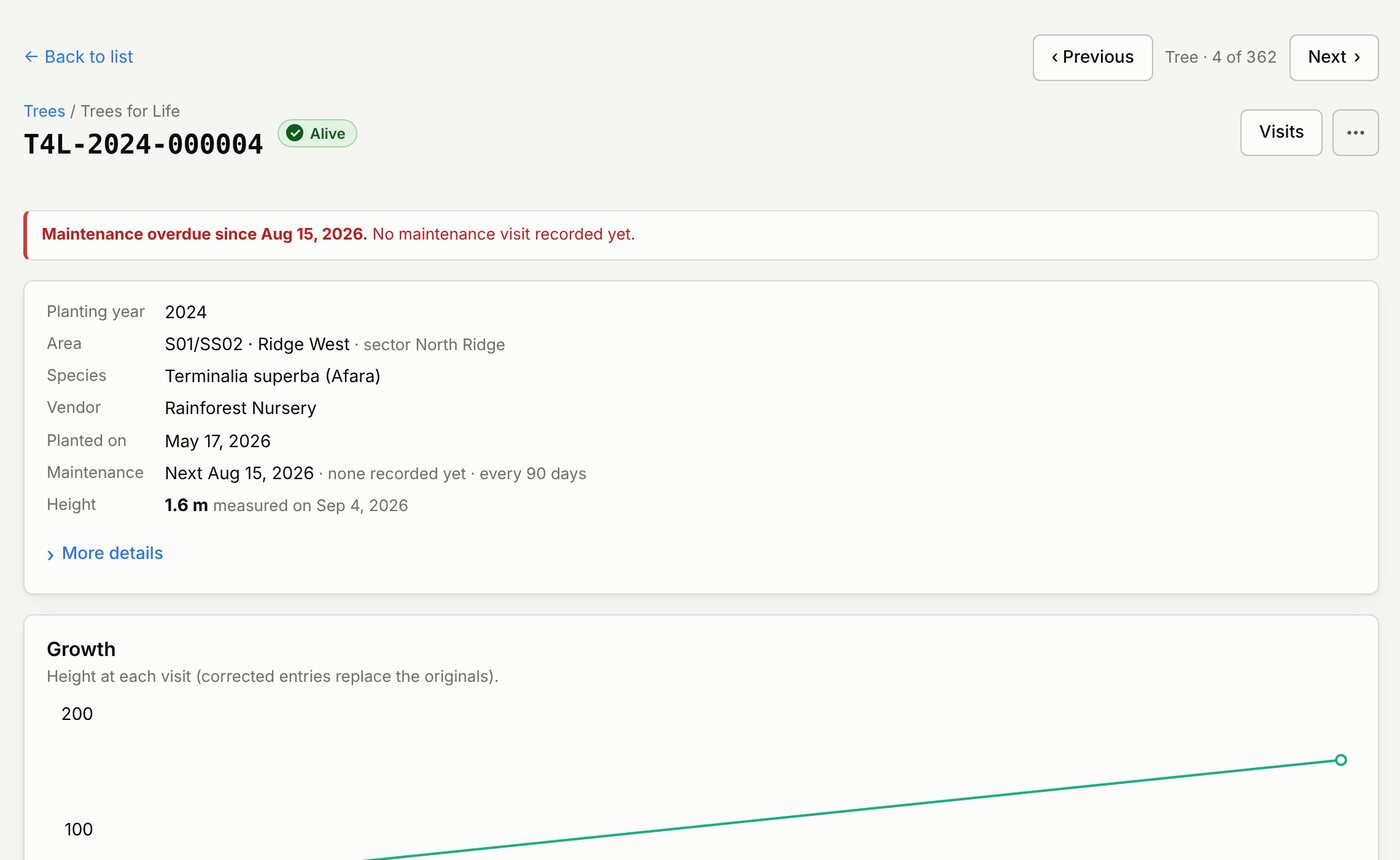 ← Back to list
‹ Previous
Tree · 4 of 362
Next ›
Trees / Trees for Life
T4L-2024-000004
Alive
Visits
···
Maintenance overdue since Aug 15, 2026. No maintenance visit recorded yet.
Planting year 2024
Area S01/SS02 · Ridge West · sector North Ridge
Species Terminalia superba (Afara)
Vendor Rainforest Nursery
Planted on May 17, 2026
Maintenance Next Aug 15, 2026 · none recorded yet · every 90 days
Height 1.6 m measured on Sep 4, 2026
› More details
Growth
Height at each visit (corrected entries replace the originals).
200
100